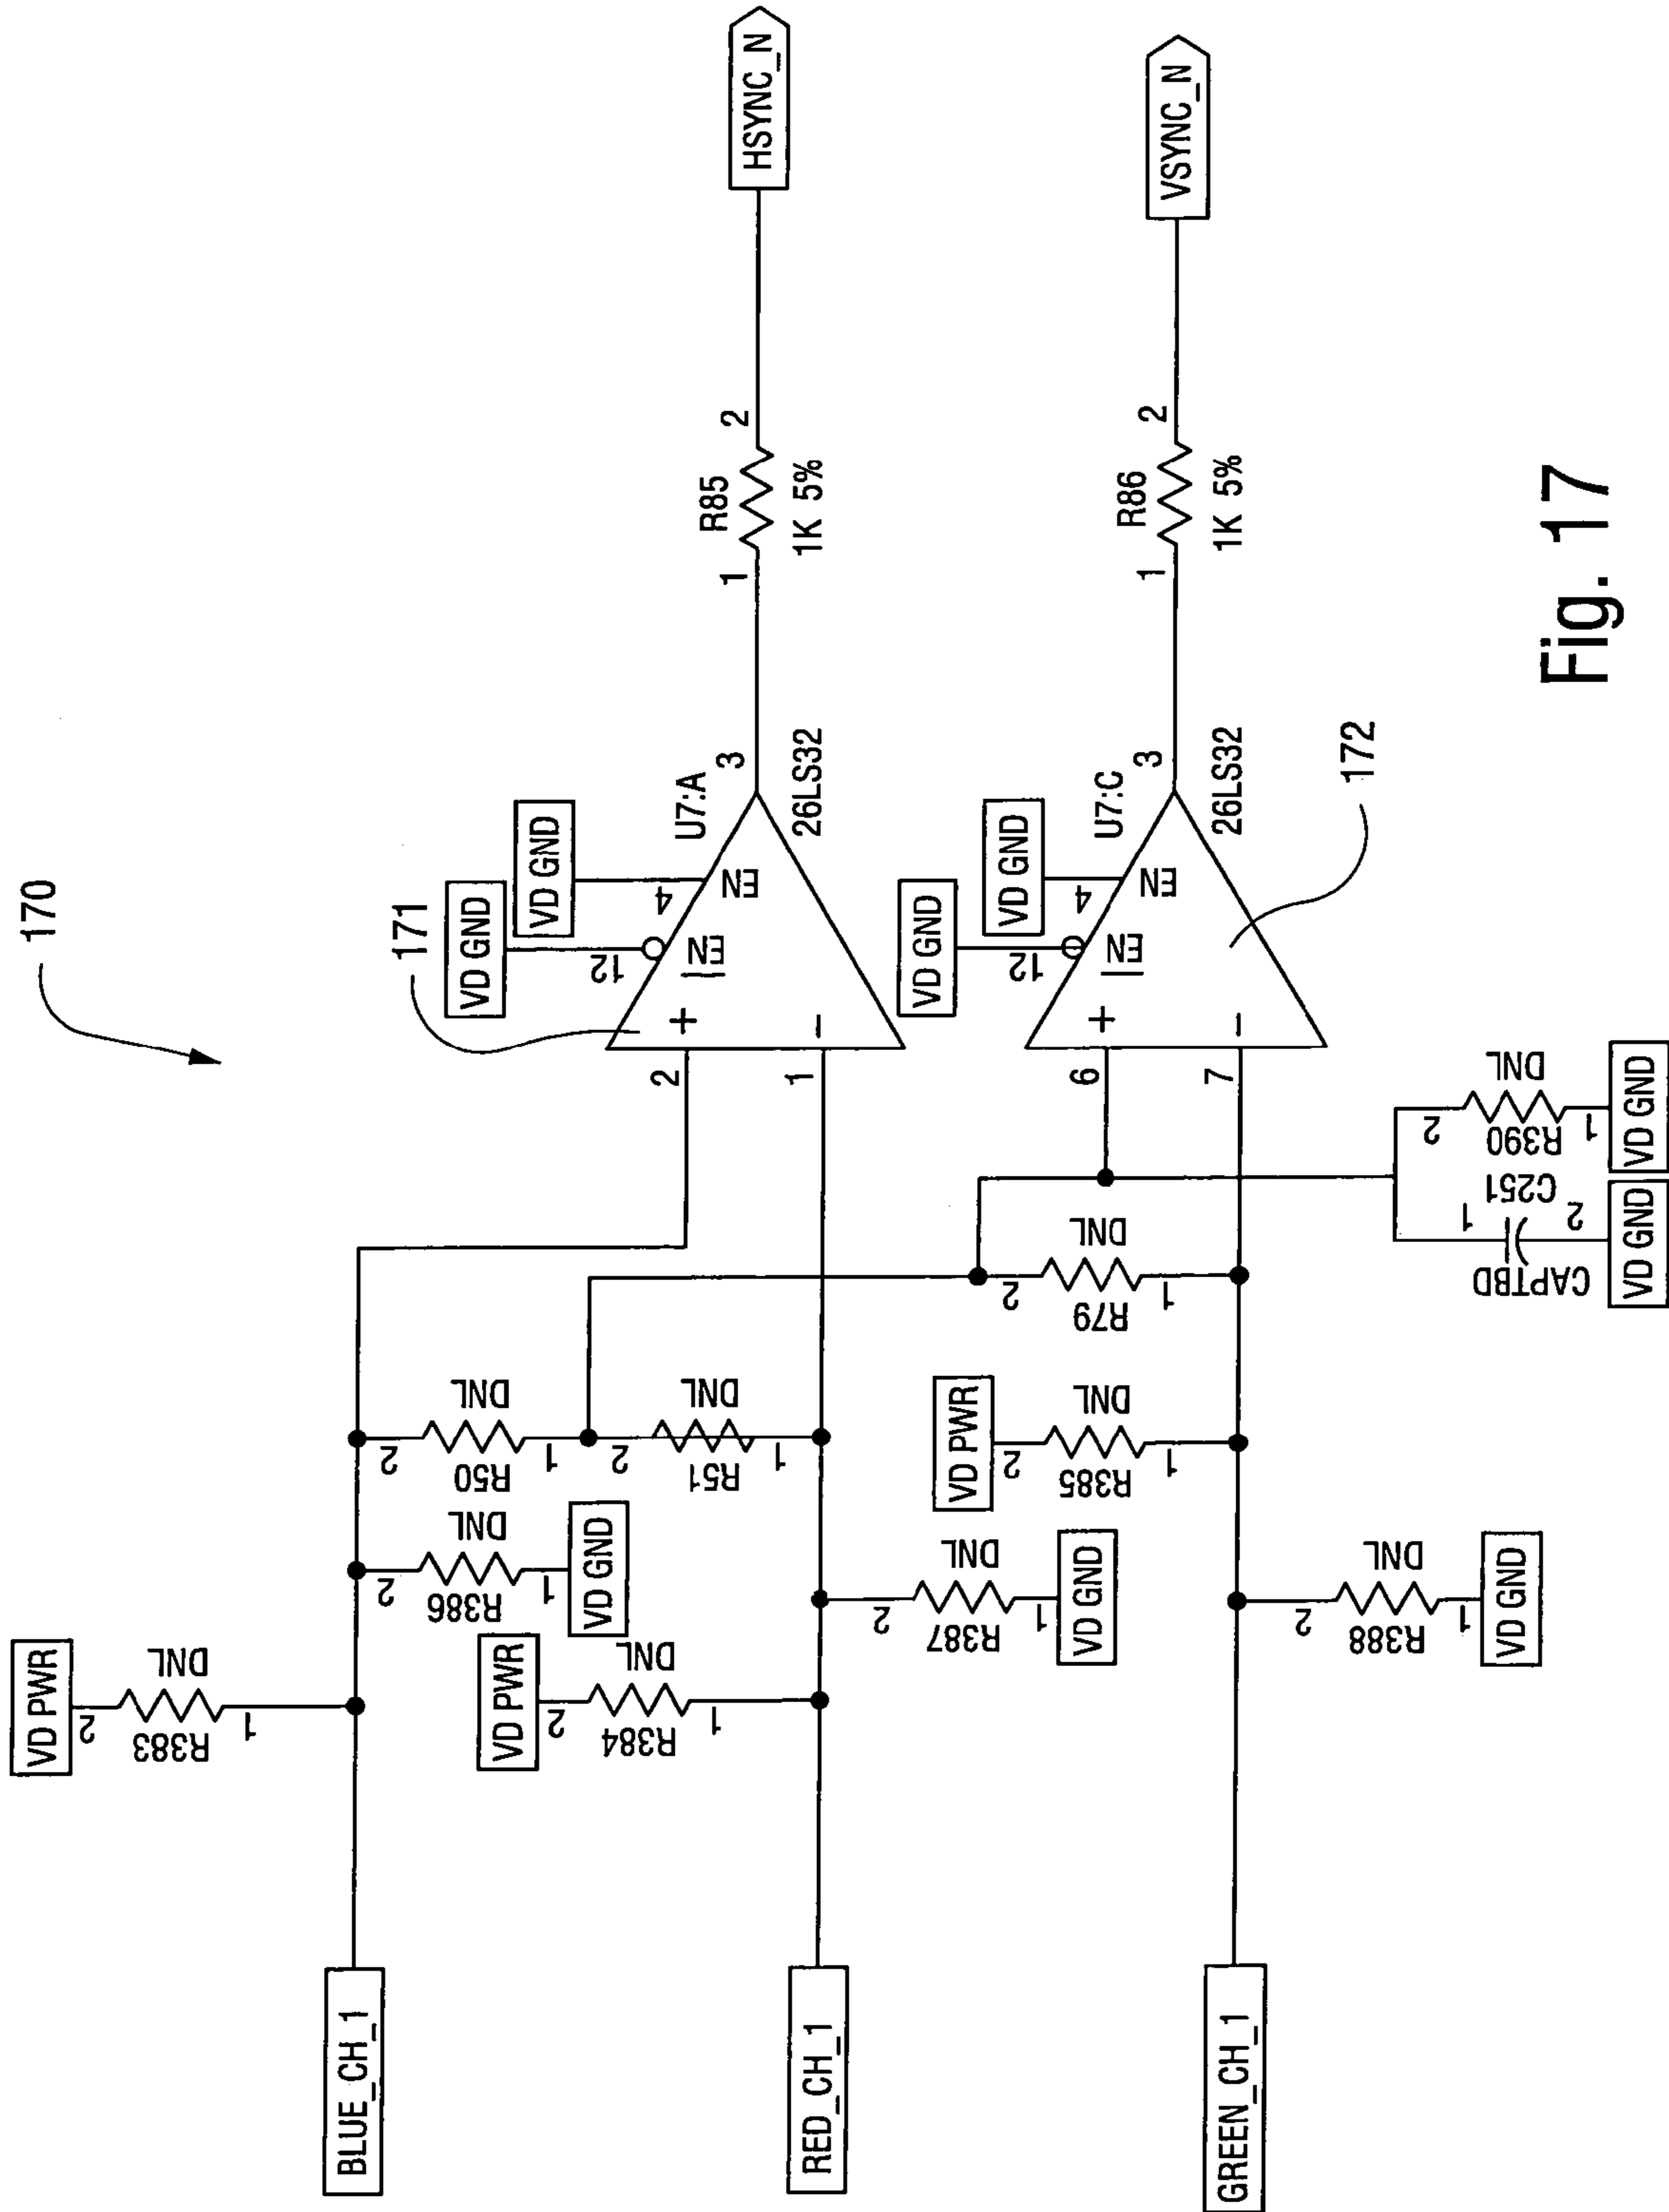 170
VD PWR
2
R383
DNL
1
BLUE_CH_1
2
R386
DNL
1
VD GND
2
R50
DNL
1
2
R51
DNL
1
VD PWR
2
R384
DNL
1
RED_CH_1
2
R387
DNL
1
VD GND
171
VD GND
VD GND
12
4
EN
EN
U7:A
2
+
1
–
3
26LS32
1
R85
2
1K 5%
HSYNC_N
VD PWR
2
R385
DNL
1
2
R79
DNL
1
GREEN_CH_1
2
R388
DNL
1
VD GND
VD GND
VD GND
12
4
EN
EN
U7:C
6
+
7
–
3
26LS32
172
1
R86
2
1K 5%
VSYNC_N
1
CAPTBD
C251
2
VD GND
2
R390
DNL
1
VD GND
Fig. 17